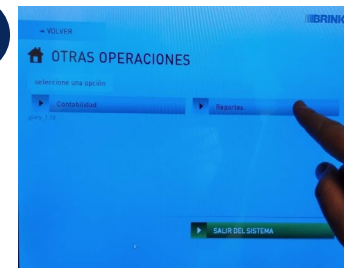 VOLVER
BRINK
OTRAS OPERACIONES
seleccione una opción
Contabilidad
Reportes
SALIR DEL SISTEMA